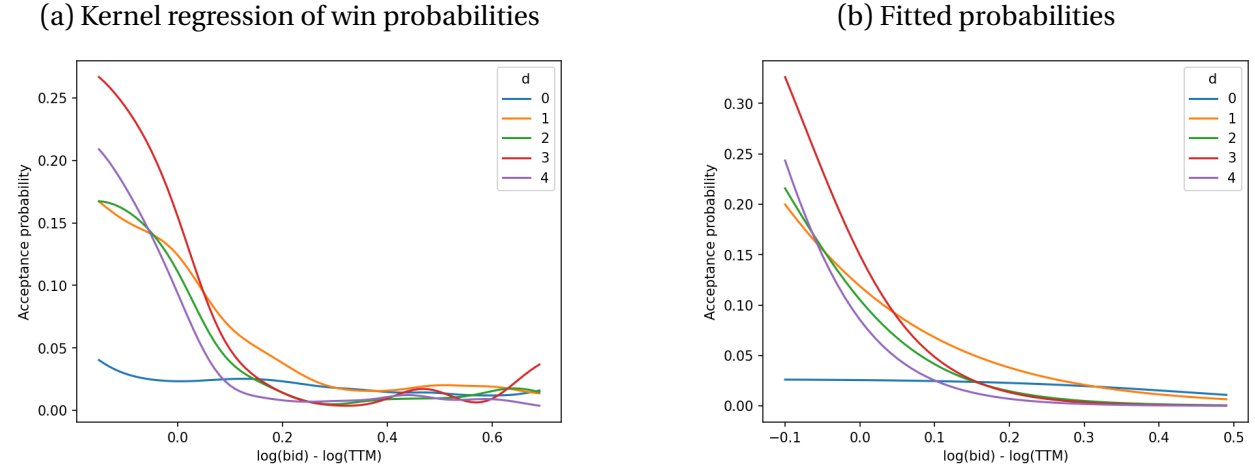 (a) Kernel regression of win probabilities
Acceptance probability
0.25
0.20
0.15
0.10
0.05
0.00
d
0
1
2
3
4
0.0 0.2 0.4 0.6
log(bid) - log(TTM)
(b) Fitted probabilities
Acceptance probability
0.30
0.25
0.20
0.15
0.10
0.05
0.00
d
0
1
2
3
4
−0.1 0.0 0.1 0.2 0.3 0.4 0.5
log(bid) - log(TTM)